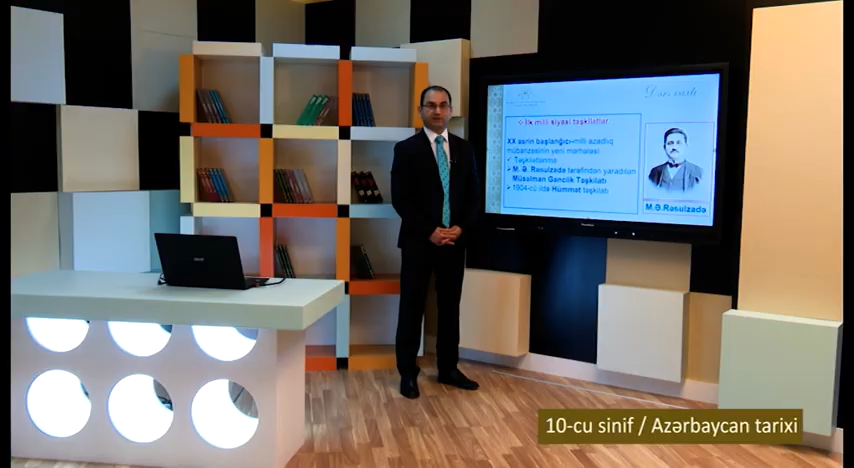 Dərs vaxtı
❖ İlk milli siyasi təşkilatlar
XX əsrin başlanğıcı-milli azadlıq
mübarizəsinin yeni mərhələsi
✓ Təşkilatlanma
➢ M. Ə. Rəsulzadə tərəfindən yaradılan
Müsəlman Gənclik Təşkilatı
➢ 1904-cü ildə Hümmət təşkilatı
M.Ə.Rəsulzadə
10-cu sinif / Azərbaycan tarixi